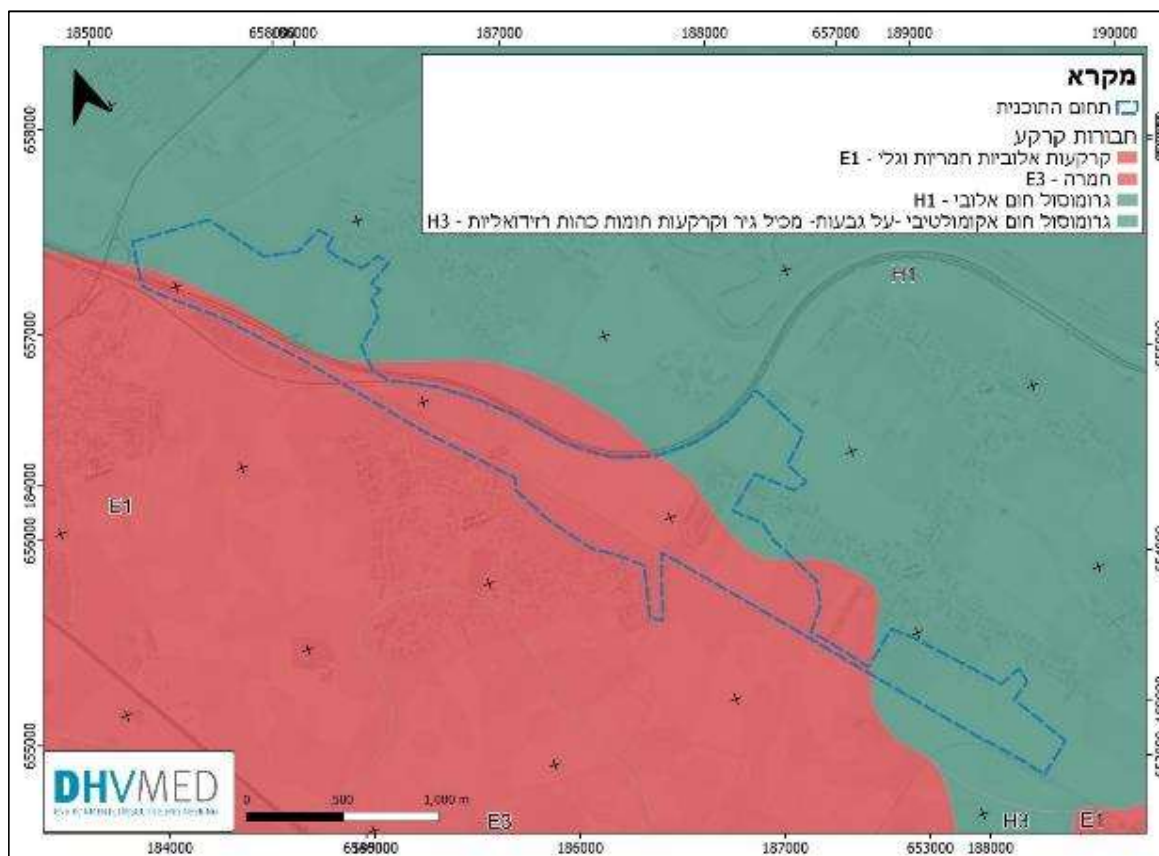 185000 187000 188000 657000 189000 190000
מקרא
תחום התוכנית
חבורות קרקע
קרקעות אלוביות חמריות וגלי - E1
חמרה - E3
גרומוסול חום אלובי - H1
גרומוסול חום אקומולטיבי -על גבעות- מכיל גיר וקרקעות חומות כהות רזידואליות - H3
658000
H1
657000
184000
E1
656000
655000
DHVMED
0 500 1,000 m
E3
H3
E1
184000 186000 187000 653000 188000